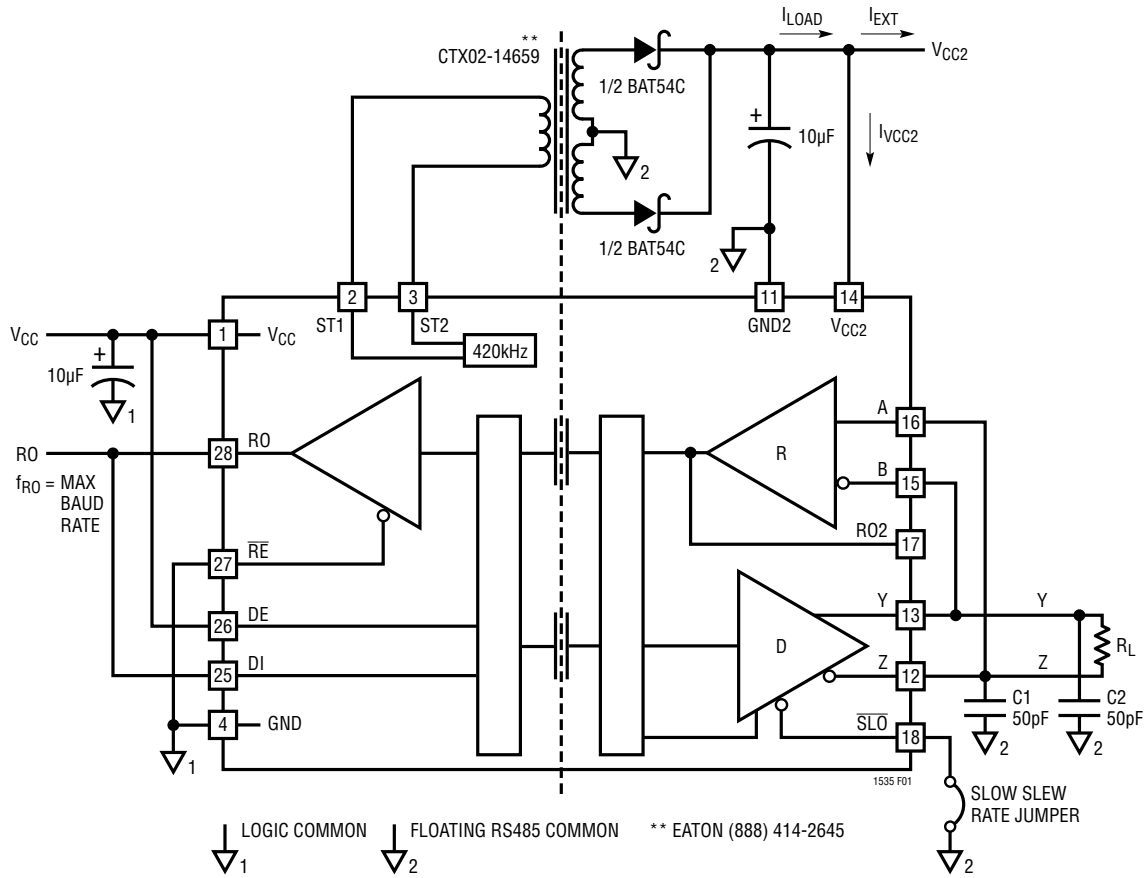 I_LOAD
I_EXT
**
CTX02-14659
1/2 BAT54C
V_CC2
+
10µF
I_VCC2
2
1/2 BAT54C
2
2
3
11
14
ST1
ST2
GND2
V_CC2
V_CC
1
V_CC
420kHz
+
10µF
1
A
16
RO
28
RO
R
B
15
f_RO = MAX
BAUD
RATE
RO2
17
27
R̅E̅
Y
13
Y
26
DE
D
R_L
Z
12
Z
25
DI
C1
50pF
C2
50pF
4
GND
S̅L̅O̅
18
2
2
1
1535 F01
SLOW SLEW
RATE JUMPER
1
LOGIC COMMON
2
FLOATING RS485 COMMON
** EATON (888) 414-2645
2